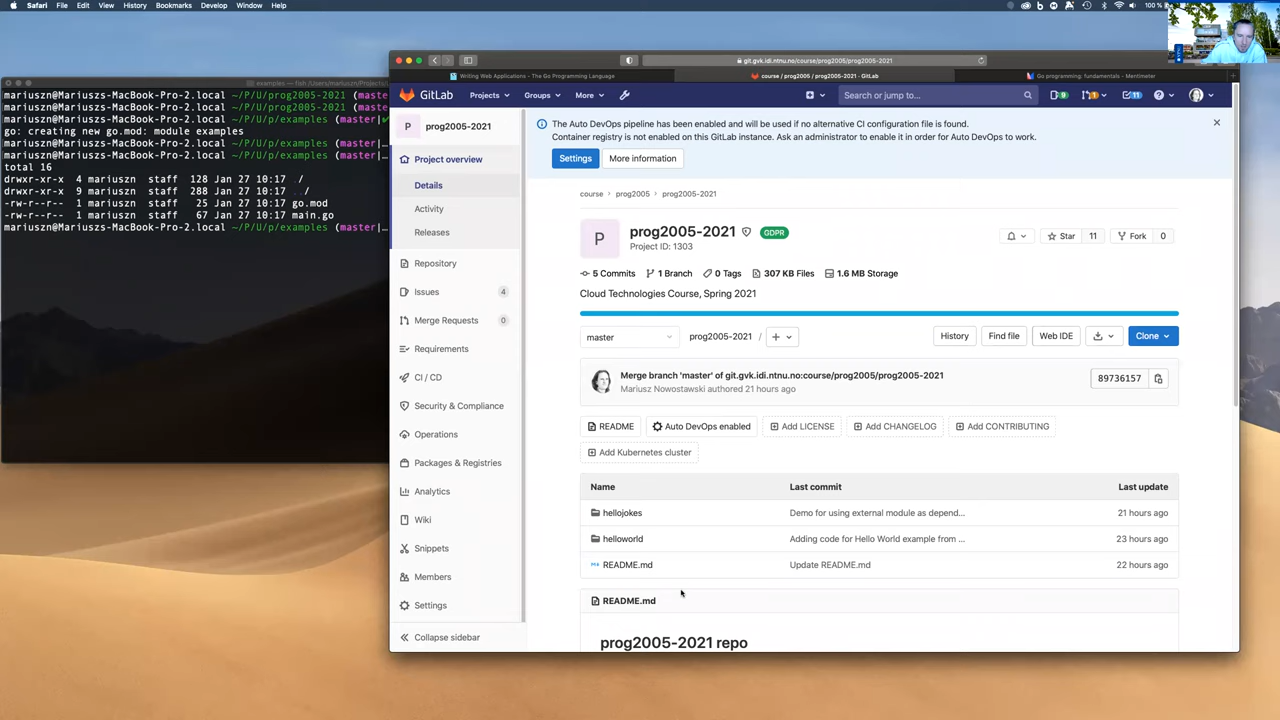 Safari File Edit View History Bookmarks Develop Window Help 100 %
examples — fish /Users/mariuszn/Projects/
mariuszn@Mariuszs-MacBook-Pro-2.local ~/P/U/prog2005-2021 (maste
mariuszn@Mariuszs-MacBook-Pro-2.local ~/P/U/prog2005-2021 (maste
mariuszn@Mariuszs-MacBook-Pro-2.local ~/P/U/p/examples (master|
go: creating new go.mod: module examples
mariuszn@Mariuszs-MacBook-Pro-2.local ~/P/U/p/examples (master|…
mariuszn@Mariuszs-MacBook-Pro-2.local ~/P/U/p/examples (master|…
total 16
drwxr-xr-x 4 mariuszn staff 128 Jan 27 10:17 ./
drwxr-xr-x 9 mariuszn staff 288 Jan 27 10:17 ../
-rw-r--r-- 1 mariuszn staff 25 Jan 27 10:17 go.mod
-rw-r--r-- 1 mariuszn staff 67 Jan 27 10:17 main.go
mariuszn@Mariuszs-MacBook-Pro-2.local ~/P/U/p/examples (master|…
git.gvk.idi.ntnu.no/course/prog2005/prog2005-2021
Writing Web Applications - The Go Programming Language
course / prog2005 / prog2005-2021 · GitLab
Go programming: fundamentals - Mentimeter
GitLab Projects Groups More Search or jump to... 9 1 11
P prog2005-2021
Project overview
Details
Activity
Releases
Repository
Issues 4
Merge Requests 0
Requirements
CI / CD
Security & Compliance
Operations
Packages & Registries
Analytics
Wiki
Snippets
Members
Settings
Collapse sidebar
The Auto DevOps pipeline has been enabled and will be used if no alternative CI configuration file is found.
Container registry is not enabled on this GitLab instance. Ask an administrator to enable it in order for Auto DevOps to work.
Settings More information
course › prog2005 › prog2005-2021
P prog2005-2021 GDPR
Project ID: 1303
Star 11 Fork 0
5 Commits 1 Branch 0 Tags 307 KB Files 1.6 MB Storage
Cloud Technologies Course, Spring 2021
master prog2005-2021 / + History Find file Web IDE Clone
Merge branch 'master' of git.gvk.idi.ntnu.no:course/prog2005/prog2005-2021
Mariusz Nowostawski authored 21 hours ago
89736157
README Auto DevOps enabled Add LICENSE Add CHANGELOG Add CONTRIBUTING
Add Kubernetes cluster
Name Last commit Last update
hellojokes Demo for using external module as depend... 21 hours ago
helloworld Adding code for Hello World example from ... 23 hours ago
README.md Update README.md 22 hours ago
README.md
prog2005-2021 repo